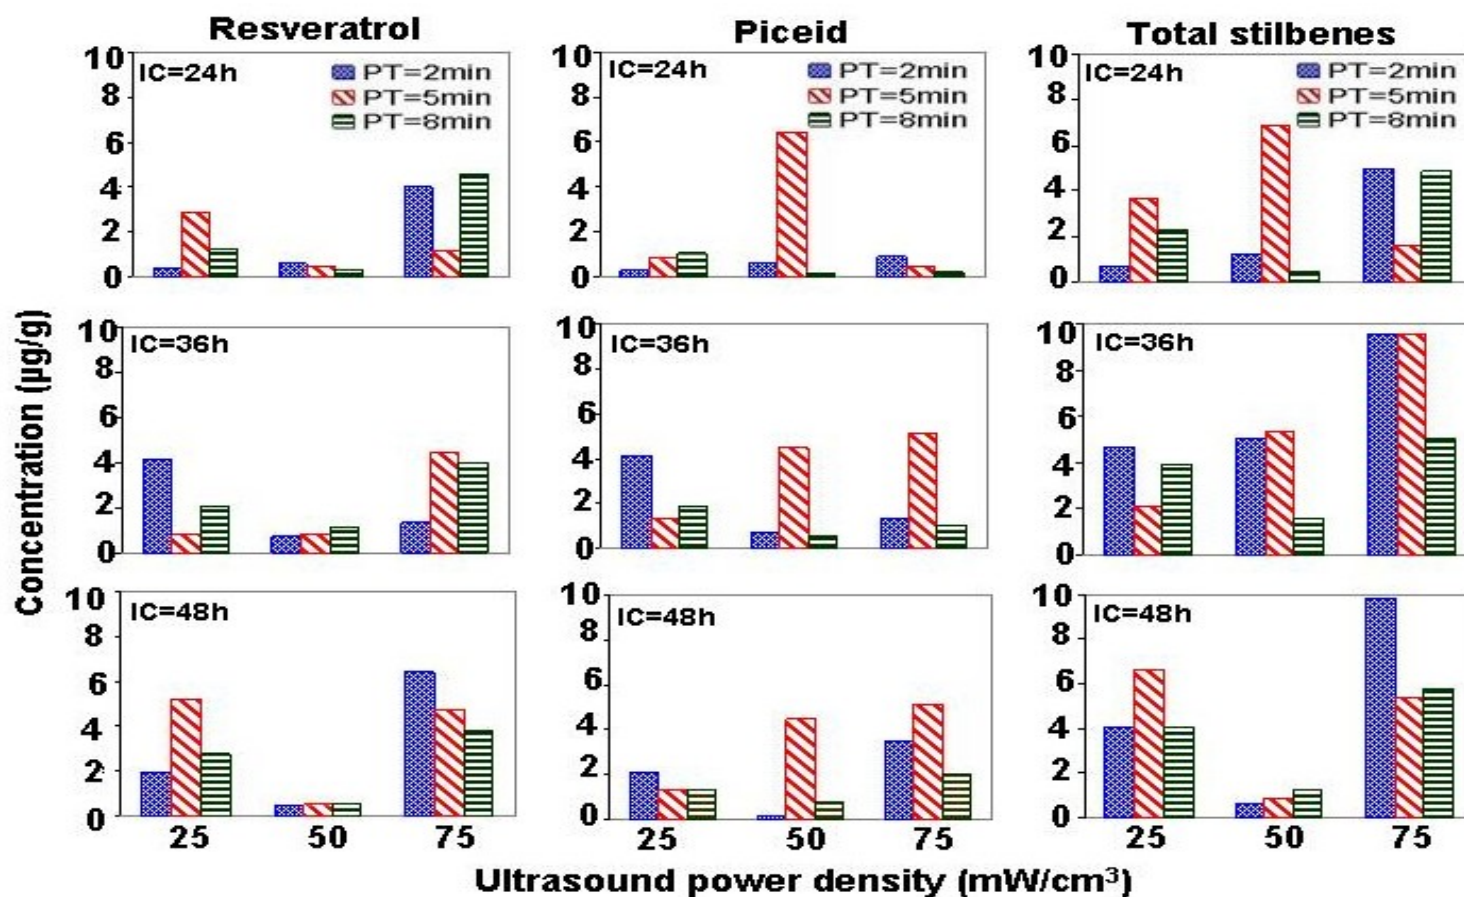 Resveratrol
Piceid
Total stilbenes
10
8
6
4
2
0
IC=24h
PT=2min
PT=5min
PT=8min
10
8
6
4
2
0
IC=24h
PT=2min
PT=5min
PT=8min
10
8
6
4
2
0
IC=24h
PT=2min
PT=5min
PT=8min
Concentration (µg/g)
10
8
6
4
2
0
IC=36h
10
8
6
4
2
0
IC=36h
10
8
6
4
2
0
IC=36h
10
8
6
4
2
0
IC=48h
25 50 75
10
8
6
4
2
0
IC=48h
25 50 75
10
8
6
4
2
0
IC=48h
25 50 75
Ultrasound power density (mW/cm³)